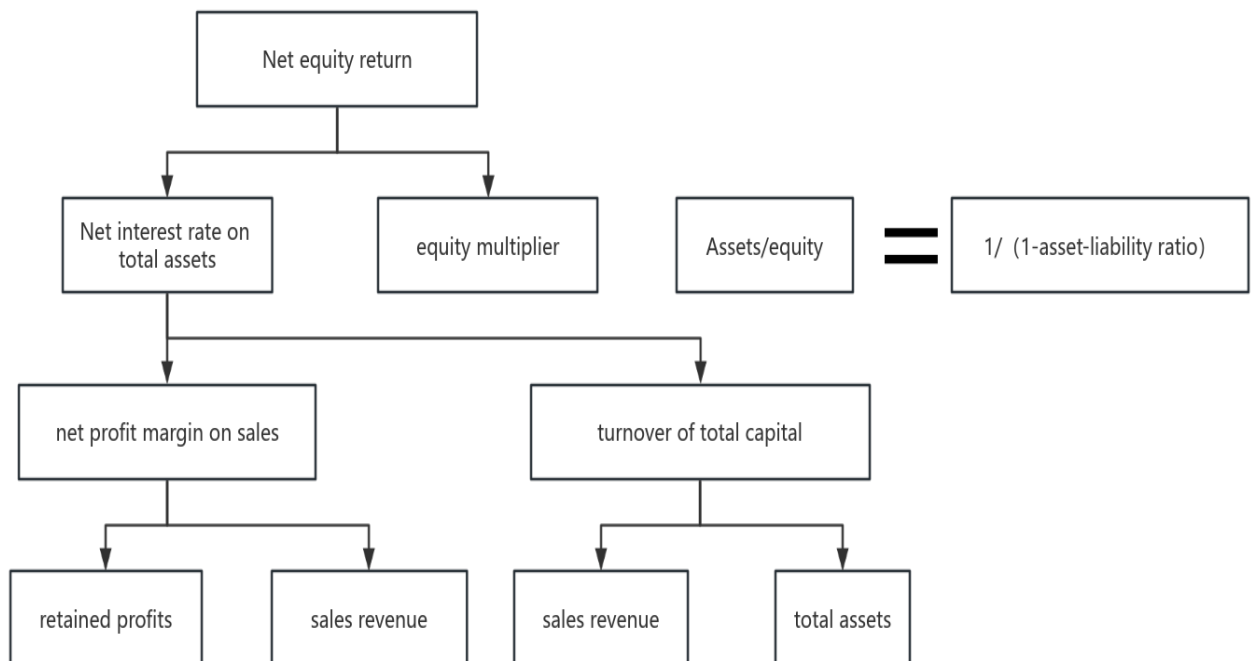 Net equity return
Net interest rate on
total assets
equity multiplier
Assets/equity
=
1/ (1-asset-liability ratio)
net profit margin on sales
turnover of total capital
retained profits
sales revenue
sales revenue
total assets